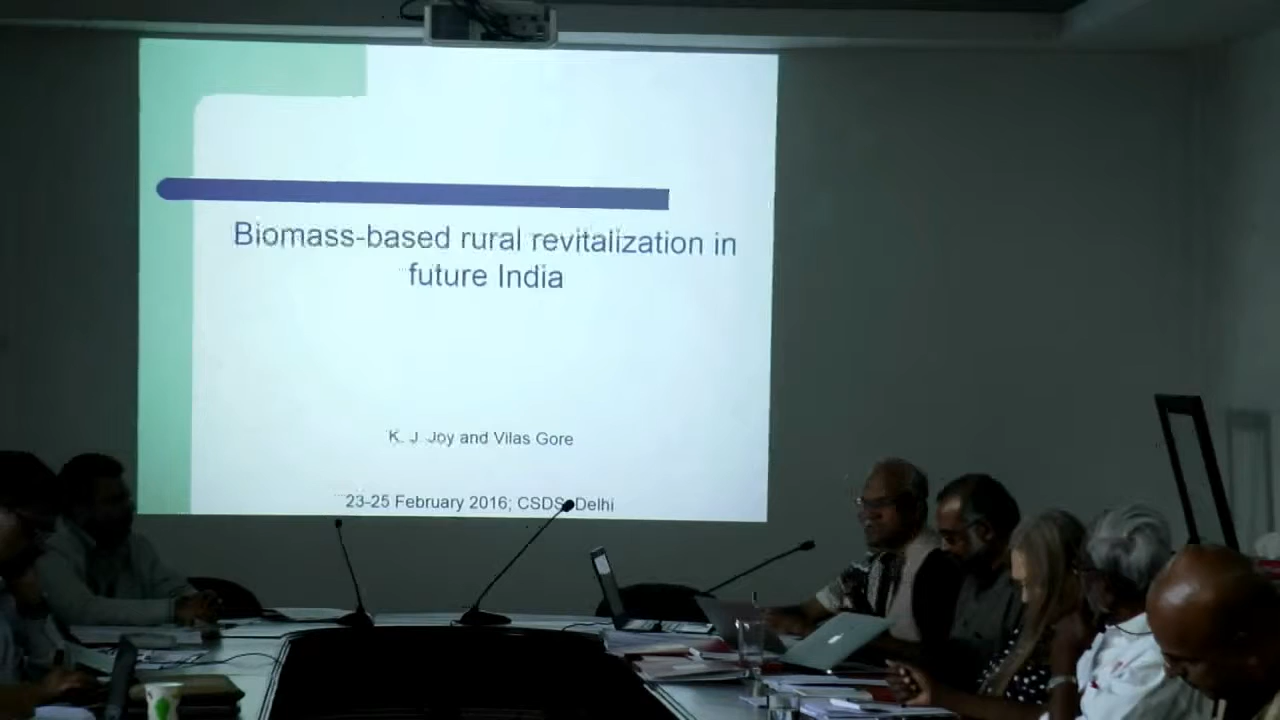 Biomass-based rural revitalization in
future India
K. J. Joy and Vilas Gore
23-25 February 2016; CSDS, Delhi